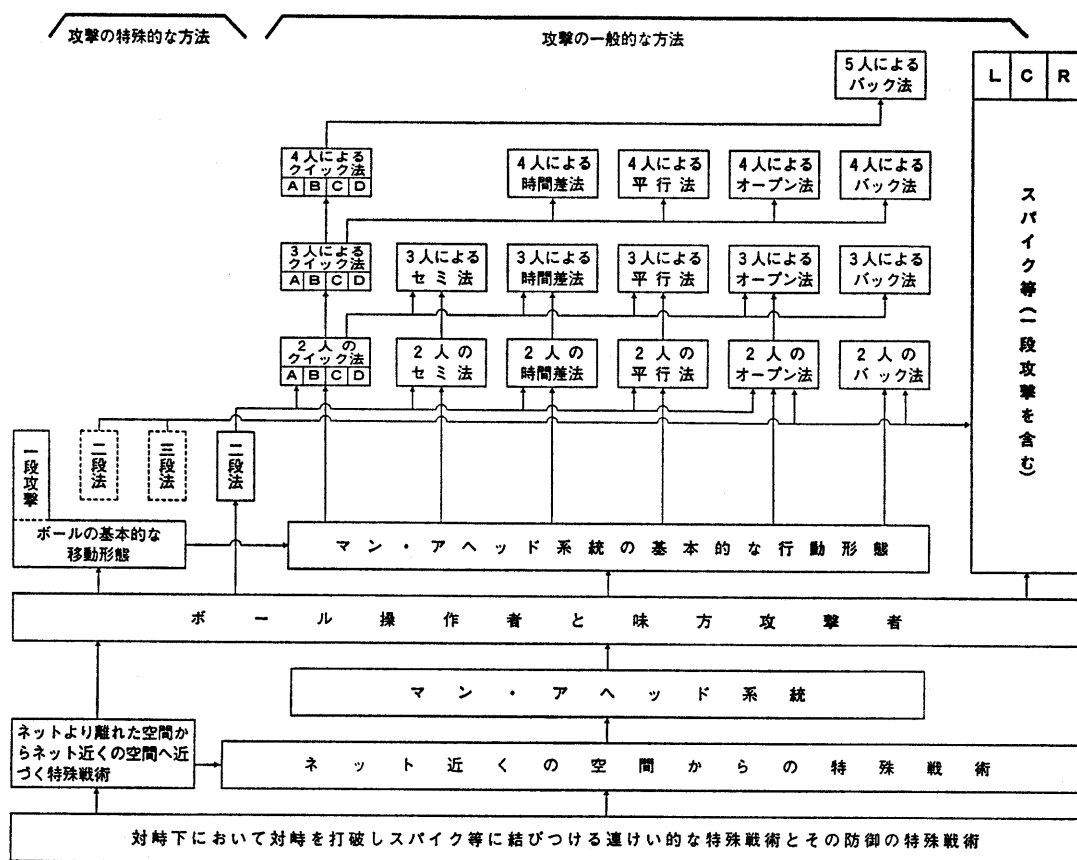 攻撃の特殊的な方法
攻撃の一般的な方法
5人による
バック法
L C R
スパイク等(一段攻撃を含む)
4人による
クイック法
A B C D
4人による
時間差法
4人による
平行法
4人による
オープン法
4人による
バック法
3人による
クイック法
A B C D
3人による
セミ法
3人による
時間差法
3人による
平行法
3人による
オープン法
3人による
バック法
2人の
クイック法
A B C D
2人の
セミ法
2人の
時間差法
2人の
平行法
2人の
オープン法
2人の
バック法
一段攻撃
二段法
三段法
二段法
ボールの基本的な
移動形態
マン・アヘッド系統の基本的な行動形態
ボール操作者と味方攻撃者
マン・アヘッド系統
ネットより離れた空間か
らネット近くの空間へ近
づく特殊戦術
ネット近くの空間からの特殊戦術
対峙下において対峙を打破しスパイク等に結びつける連けい的な特殊戦術とその防御の特殊戦術